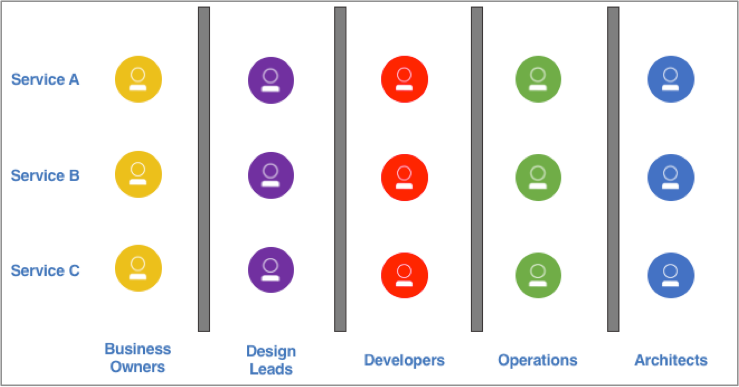 Service A
Service B
Service C
Business
Owners
Design
Leads
Developers
Operations
Architects